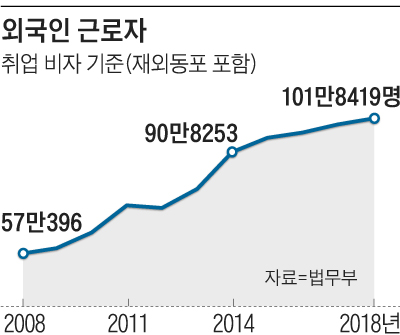 외국인 근로자
취업 비자 기준(재외동포 포함)
101만8419명
90만8253
57만396
자료=법무부
2008
2011
2014
2018년